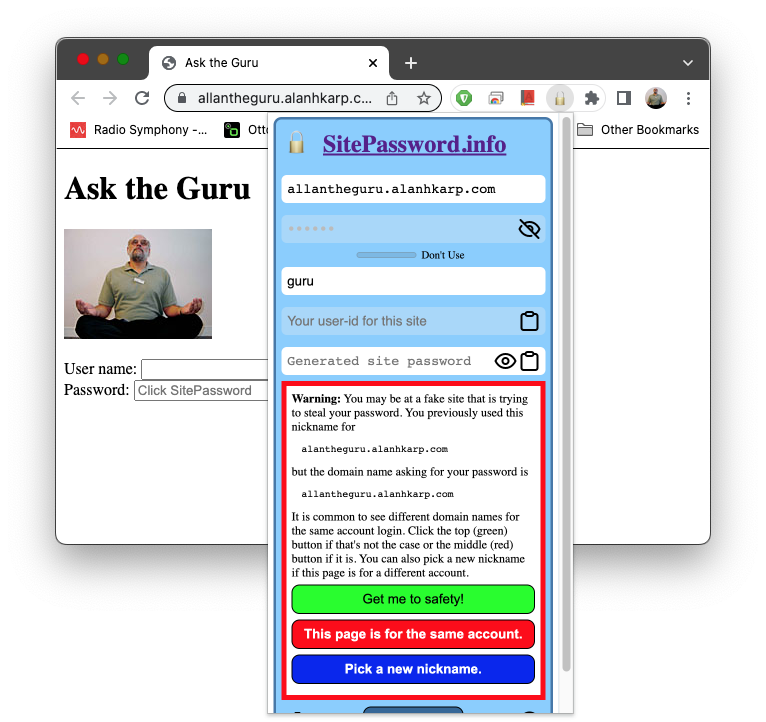 Ask the Guru
allantheguru.alanhkarp.c...
Radio Symphony -...
Otto
Other Bookmarks
Ask the Guru
User name:
Password: Click SitePassword
SitePassword.info
allantheguru.alanhkarp.com
Don't Use
guru
Your user-id for this site
Generated site password
Warning: You may be at a fake site that is trying
to steal your password. You previously used this
nickname for
alantheguru.alanhkarp.com
but the domain name asking for your password is
allantheguru.alanhkarp.com
It is common to see different domain names for
the same account login. Click the top (green)
button if that's not the case or the middle (red)
button if it is. You can also pick a new nickname
if this page is for a different account.
Get me to safety!
This page is for the same account.
Pick a new nickname.